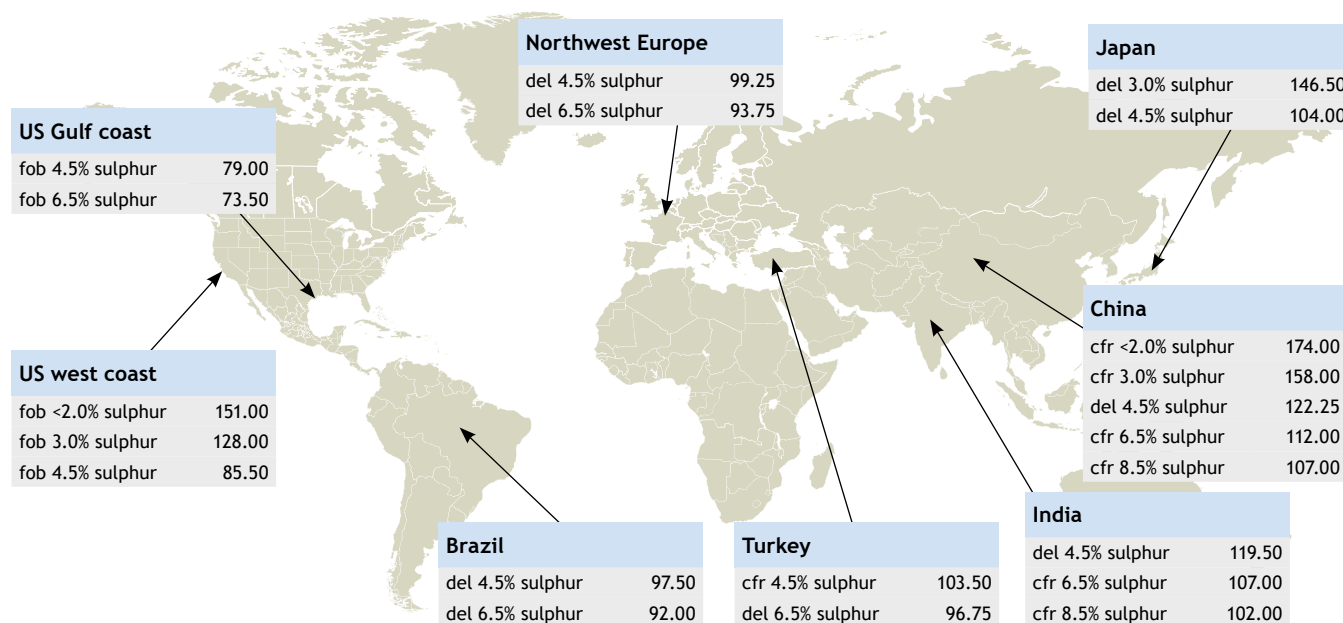 Northwest Europe
del 4.5% sulphur 99.25
del 6.5% sulphur 93.75
Japan
del 3.0% sulphur 146.50
del 4.5% sulphur 104.00
US Gulf coast
fob 4.5% sulphur 79.00
fob 6.5% sulphur 73.50
US west coast
fob <2.0% sulphur 151.00
fob 3.0% sulphur 128.00
fob 4.5% sulphur 85.50
China
cfr <2.0% sulphur 174.00
cfr 3.0% sulphur 158.00
del 4.5% sulphur 122.25
cfr 6.5% sulphur 112.00
cfr 8.5% sulphur 107.00
Brazil
del 4.5% sulphur 97.50
del 6.5% sulphur 92.00
Turkey
cfr 4.5% sulphur 103.50
del 6.5% sulphur 96.75
India
del 4.5% sulphur 119.50
cfr 6.5% sulphur 107.00
cfr 8.5% sulphur 102.00